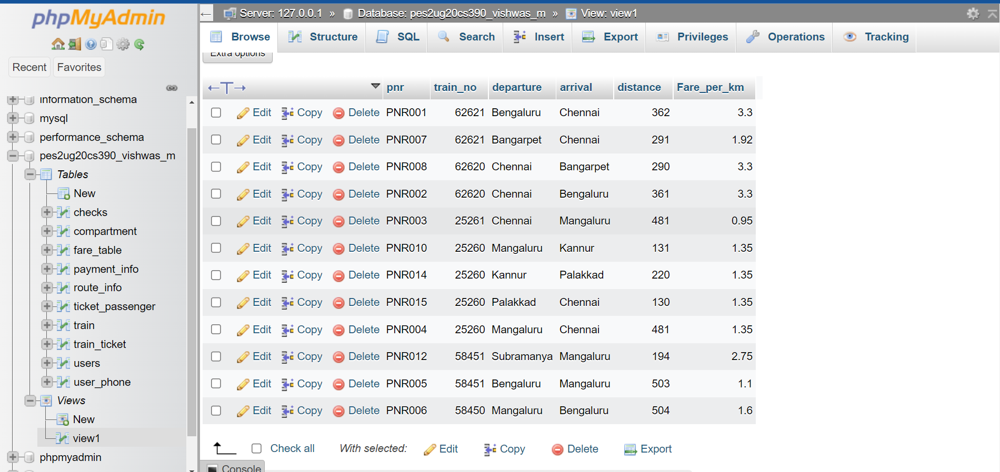 phpMyAdmin
Recent Favorites
information_schema
mysql
performance_schema
pes2ug20cs390_vishwas_m
Tables
New
checks
compartment
fare_table
payment_info
route_info
ticket_passenger
train
train_ticket
users
user_phone
Views
New
view1
phpmyadmin
Server: 127.0.0.1 » Database: pes2ug20cs390_vishwas_m » View: view1
Browse Structure SQL Search Insert Export Privileges Operations Tracking
Extra options
←T→ pnr train_no departure arrival distance Fare_per_km
Edit Copy Delete PNR001 62621 Bengaluru Chennai 362 3.3
Edit Copy Delete PNR007 62621 Bangarpet Chennai 291 1.92
Edit Copy Delete PNR008 62620 Chennai Bangarpet 290 3.3
Edit Copy Delete PNR002 62620 Chennai Bengaluru 361 3.3
Edit Copy Delete PNR003 25261 Chennai Mangaluru 481 0.95
Edit Copy Delete PNR010 25260 Mangaluru Kannur 131 1.35
Edit Copy Delete PNR014 25260 Kannur Palakkad 220 1.35
Edit Copy Delete PNR015 25260 Palakkad Chennai 130 1.35
Edit Copy Delete PNR004 25260 Mangaluru Chennai 481 1.35
Edit Copy Delete PNR012 58451 Subramanya Mangaluru 194 2.75
Edit Copy Delete PNR005 58451 Bengaluru Mangaluru 503 1.1
Edit Copy Delete PNR006 58450 Mangaluru Bengaluru 504 1.6
Check all With selected: Edit Copy Delete Export
Console